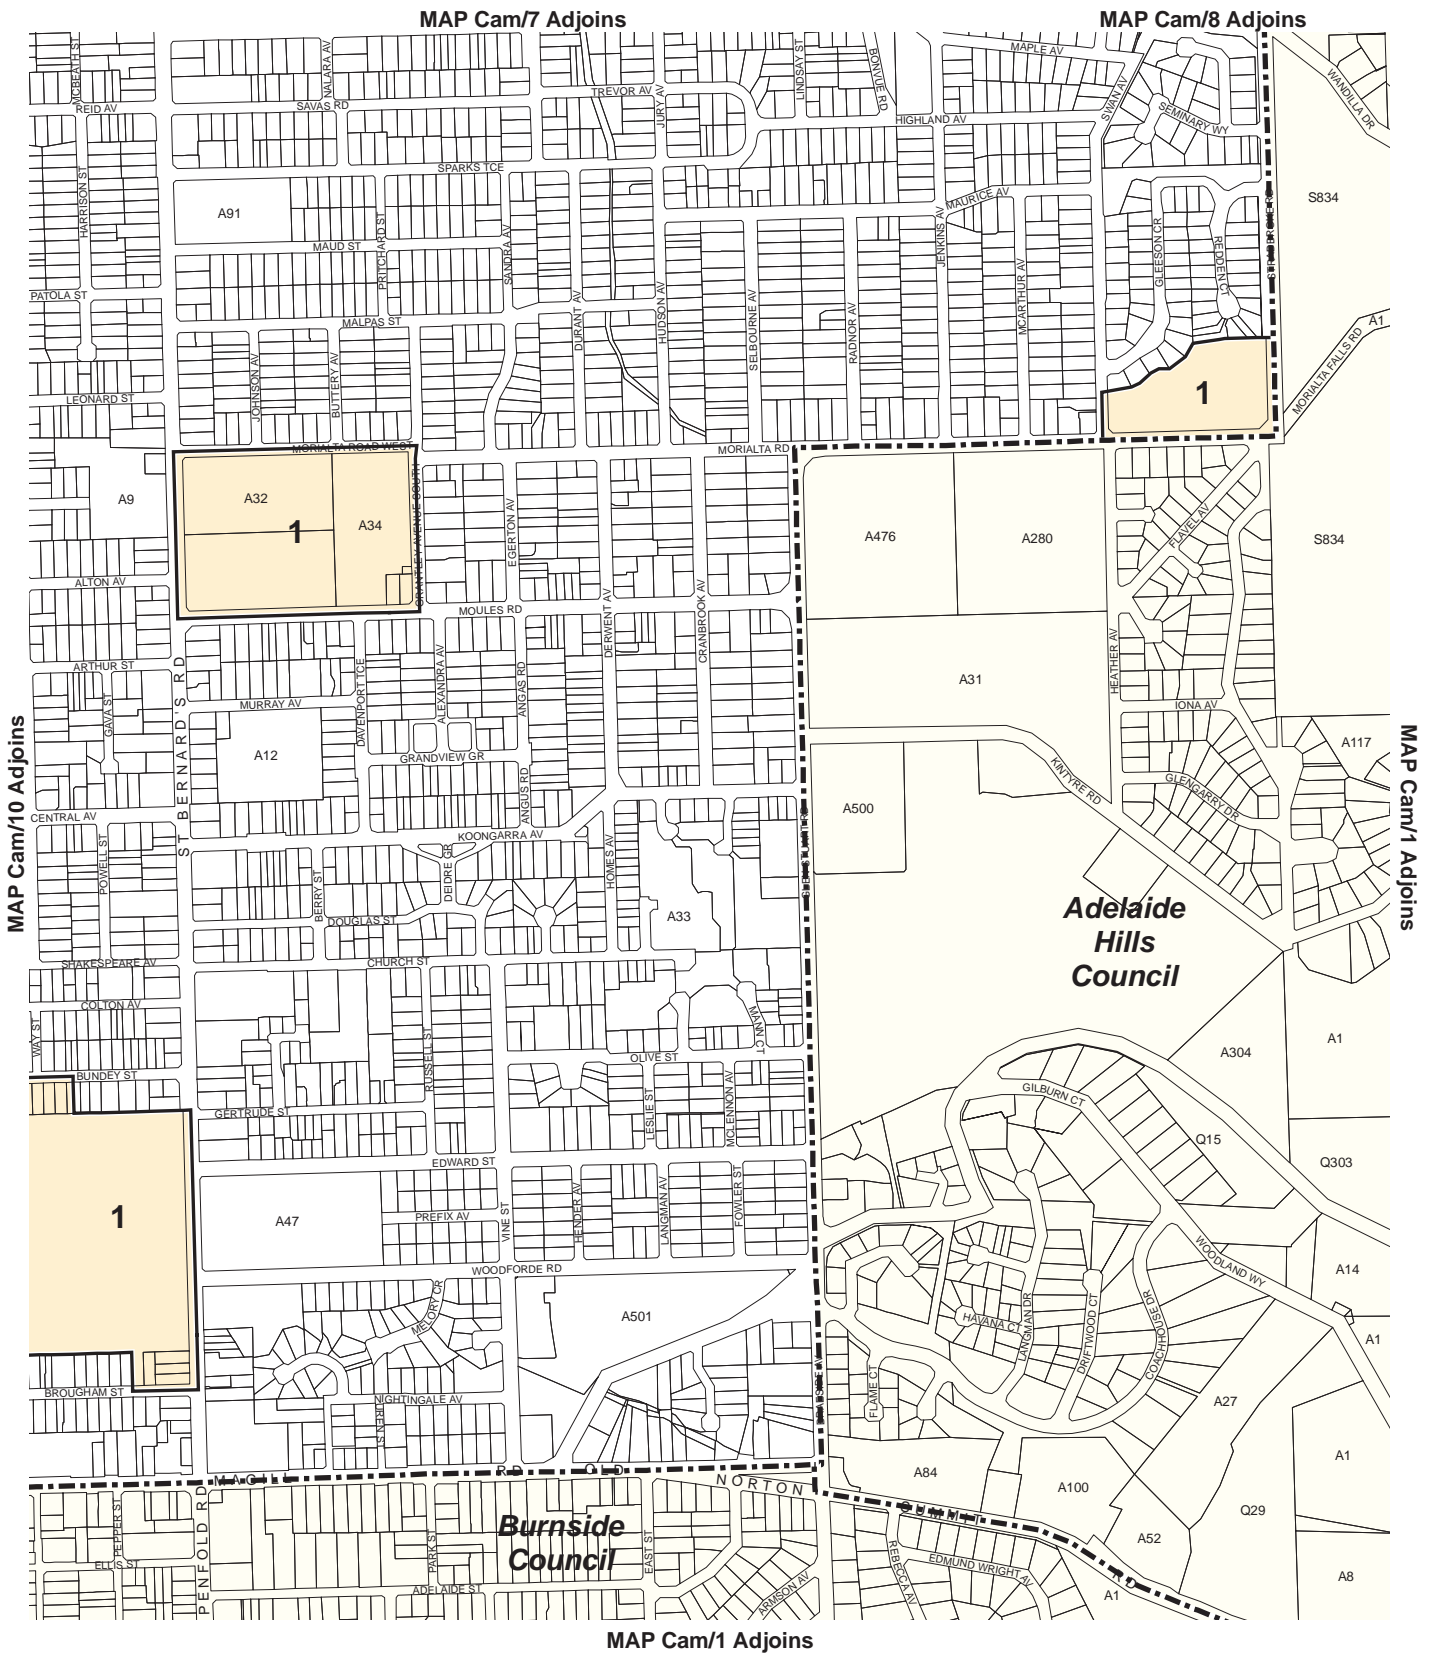 MAP Cam/7 Adjoins
MAP Cam/8 Adjoins
MCBEATH ST
NALARA AV
LINDSAY ST
BONVUE RD
MAPLE AV
SWAN AV
WANDILLA DR
REID AV
SAVAS RD
TREVOR AV
JURY AV
HIGHLAND AV
SEMINARY WY
SPARKS TCE
HARRISON ST
A91
PRITCHARD ST
MAUD ST
SANDRA AV
MAURICE AV
JENKINS AV
GLEESON CR
REDDEN CT
S834
PATOLA ST
MALPAS ST
DURANT AV
HUDSON AV
SELBOURNE AV
RADNOR AV
MCARTHUR AV
A1
MORIALTA FALLS RD
JOHNSON AV
BUTTERY AV
LEONARD ST
1
MORIALTA ROAD WEST
MORIALTA RD
A9
A32
1
A34
GRANTLEY AVENUE SOUTH
EGERTON AV
A476
A280
FLAVEL AV
S834
ALTON AV
MOULES RD
DERWENT AV
CRANBROOK AV
HEATHER AV
ARTHUR ST
GAVA ST
ST BERNARD'S RD
MURRAY AV
DAVENPORT TCE
ALEXANDRA AV
ANGAS RD
A31
IONA AV
A12
GRANDVIEW GR
ANGUS RD
KINTYRE RD
GLENGARRY DR
A117
MAP Cam/10 Adjoins
MAP Cam/1 Adjoins
CENTRAL AV
POWELL ST
KOONGARRA AV
DEIDRE GR
HOMES AV
A500
BERRY ST
DOUGLAS ST
A33
Adelaide
Hills
Council
SHAKESPEARE AV
CHURCH ST
COLTON AV
WAY ST
RUSSELL ST
MANN CT
OLIVE ST
A304
A1
BUNDEY ST
GERTRUDE ST
LESLIE ST
MCLENNON AV
GILBURN CT
Q15
Q303
EDWARD ST
1
A47
PREFIX AV
VINE ST
HENDER AV
LANGMAN AV
FOWLER ST
WOODFORDE RD
WOODLAND WY
A14
MELORY CR
A501
HAVANA CT
LANGMAN DR
DRIFTWOOD CT
COACHHOUSE DR
A1
BROUGHAM ST
NIGHTINGALE AV
FLAME CT
A27
A1
MAGILL RD
OLD NORTON SUMMIT RD
A84
A100
A52
Q29
A8
PEPPER ST
ELLIS ST
PENFOLD RD
PARK ST
Burnside
Council
EAST ST
ADELAIDE ST
ARMSON AV
REBECCA AV
EDMUND WRIGHT AV
A1
MAP Cam/1 Adjoins